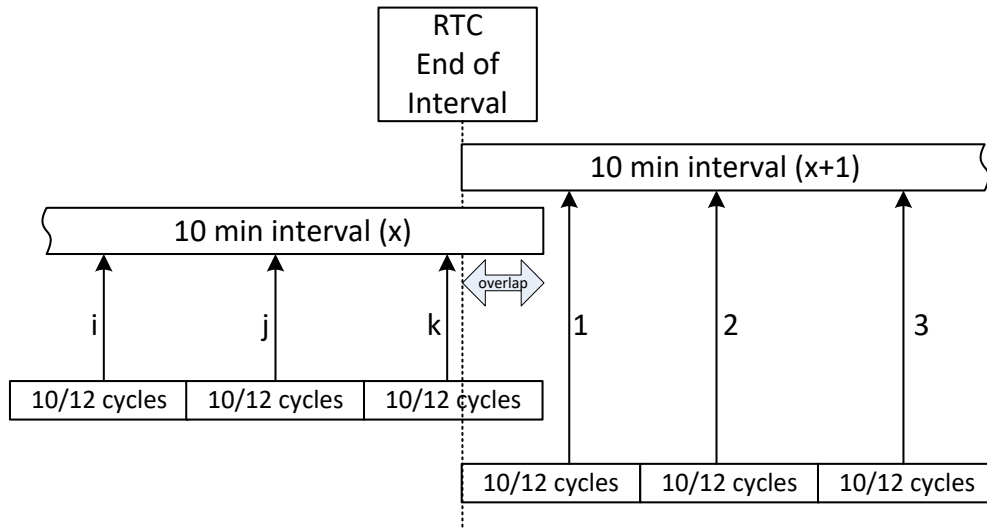 RTC
End of
Interval
10 min interval (x+1)
10 min interval (x)
overlap
i
j
k
1
2
3
10/12 cycles
10/12 cycles
10/12 cycles
10/12 cycles
10/12 cycles
10/12 cycles